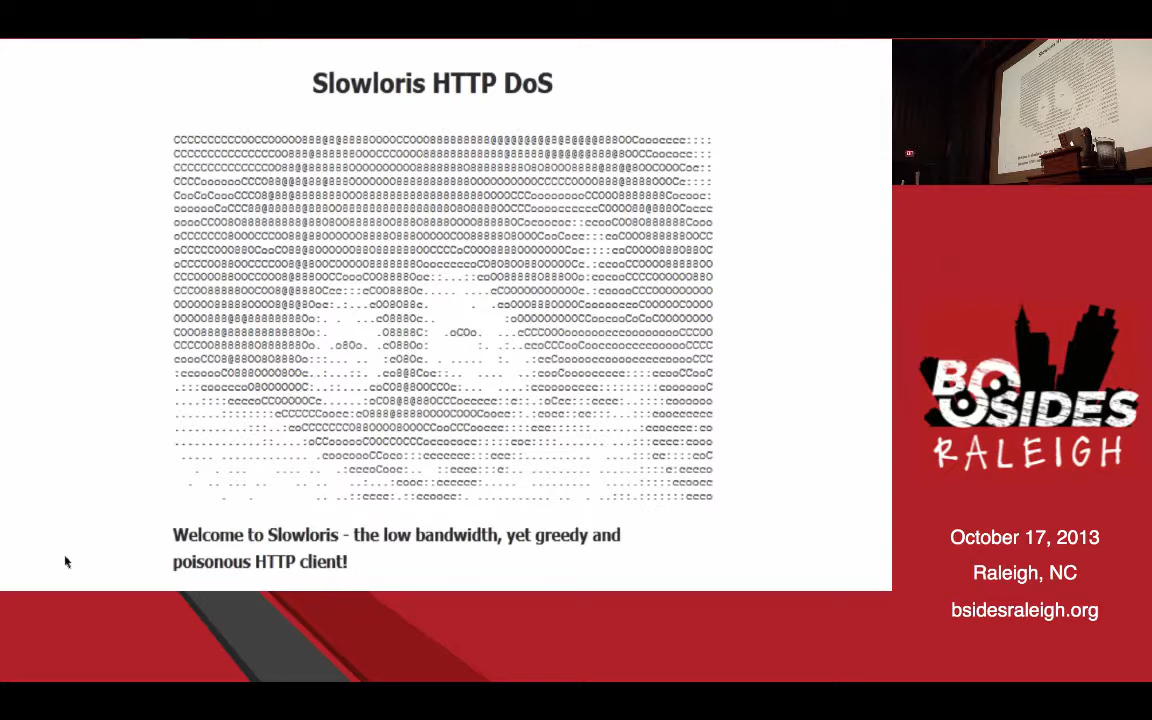 Slowloris HTTP DoS
Welcome to Slowloris - the low bandwidth, yet greedy and
poisonous HTTP client!
BSIDES
RALEIGH
October 17, 2013
Raleigh, NC
bsidesraleigh.org